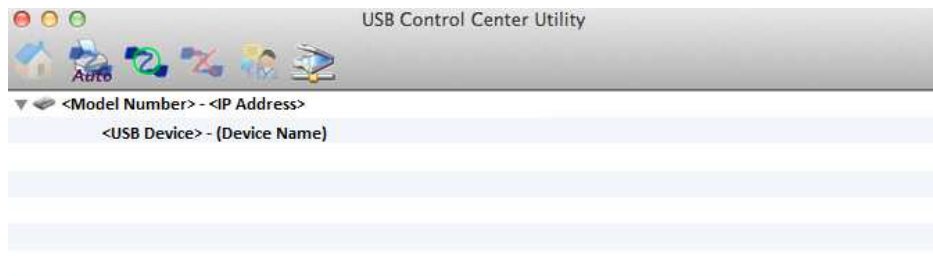 USB Control Center Utility
Auto
<Model Number> - <IP Address>
<USB Device> - (Device Name)